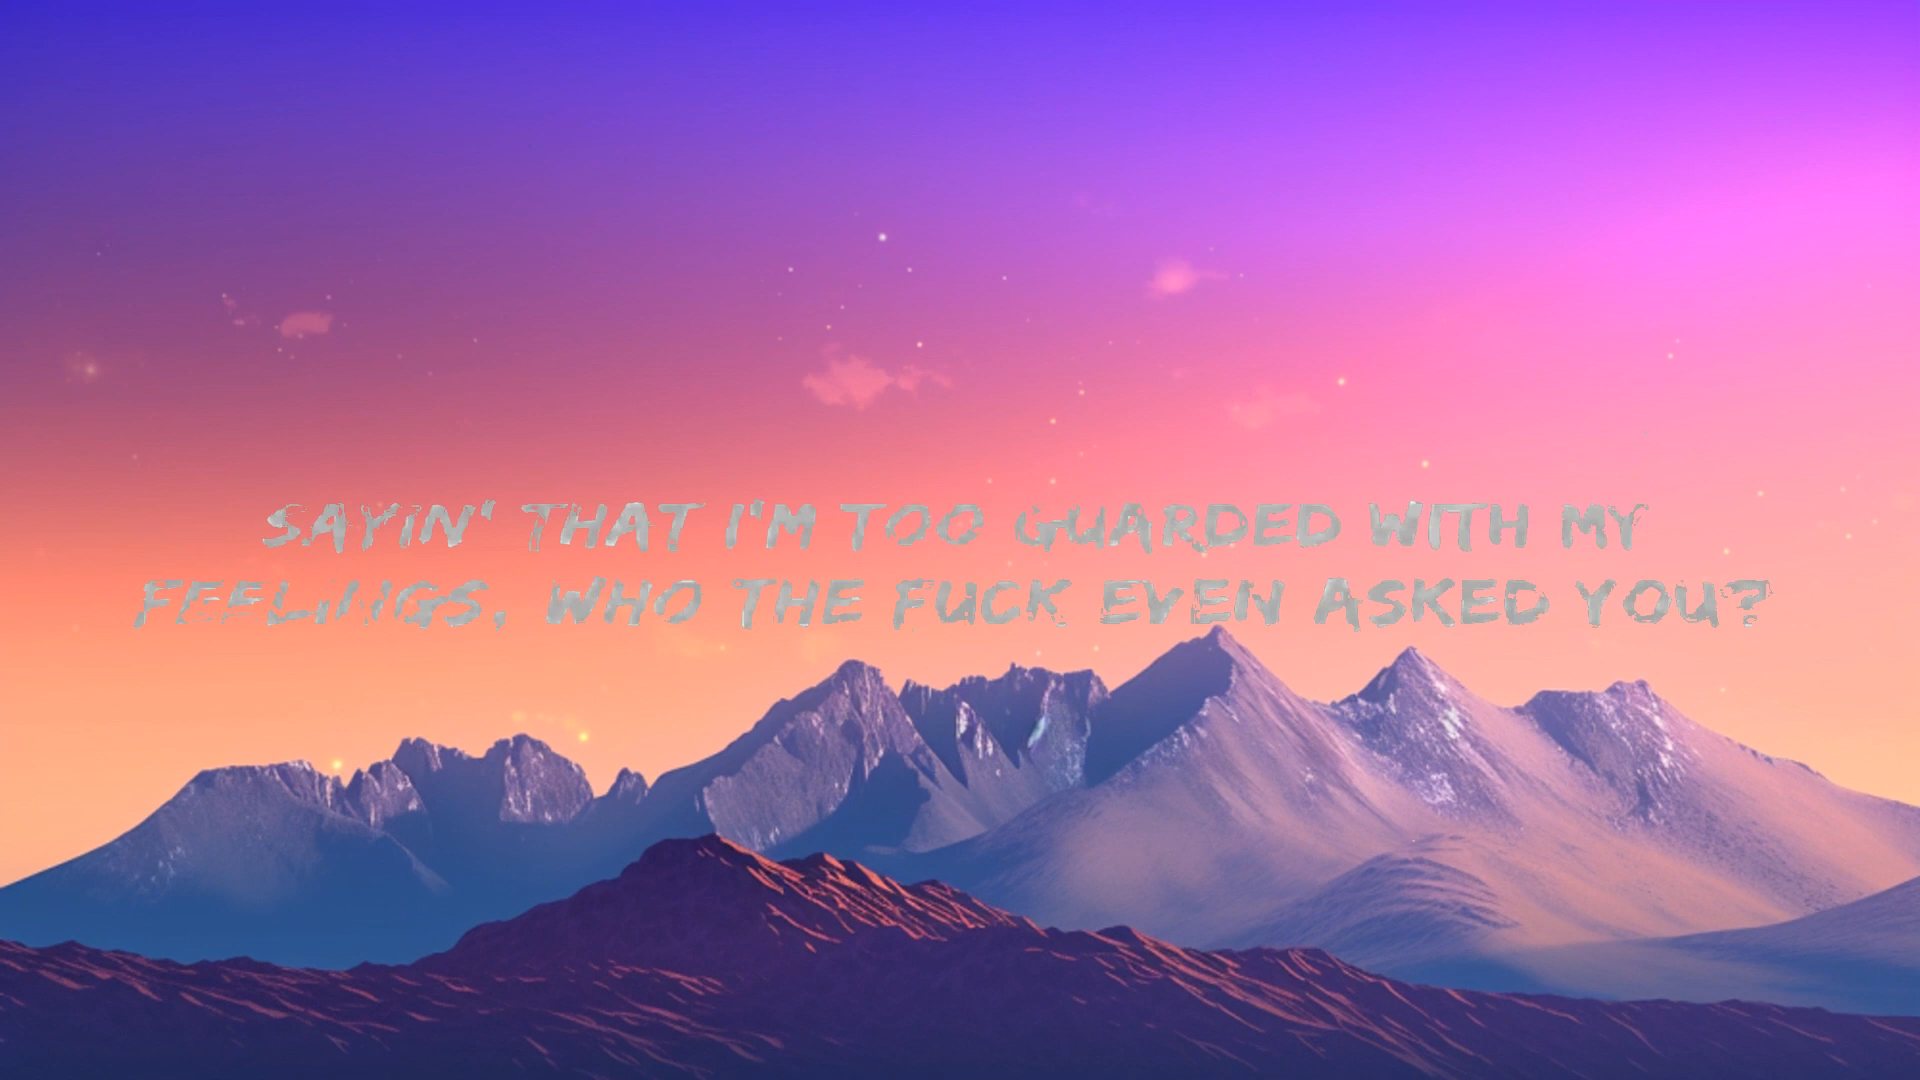 SAYIN' THAT I'M TOO GUARDED WITH MY
FEELINGS, WHO THE FUCK EVEN ASKED YOU?